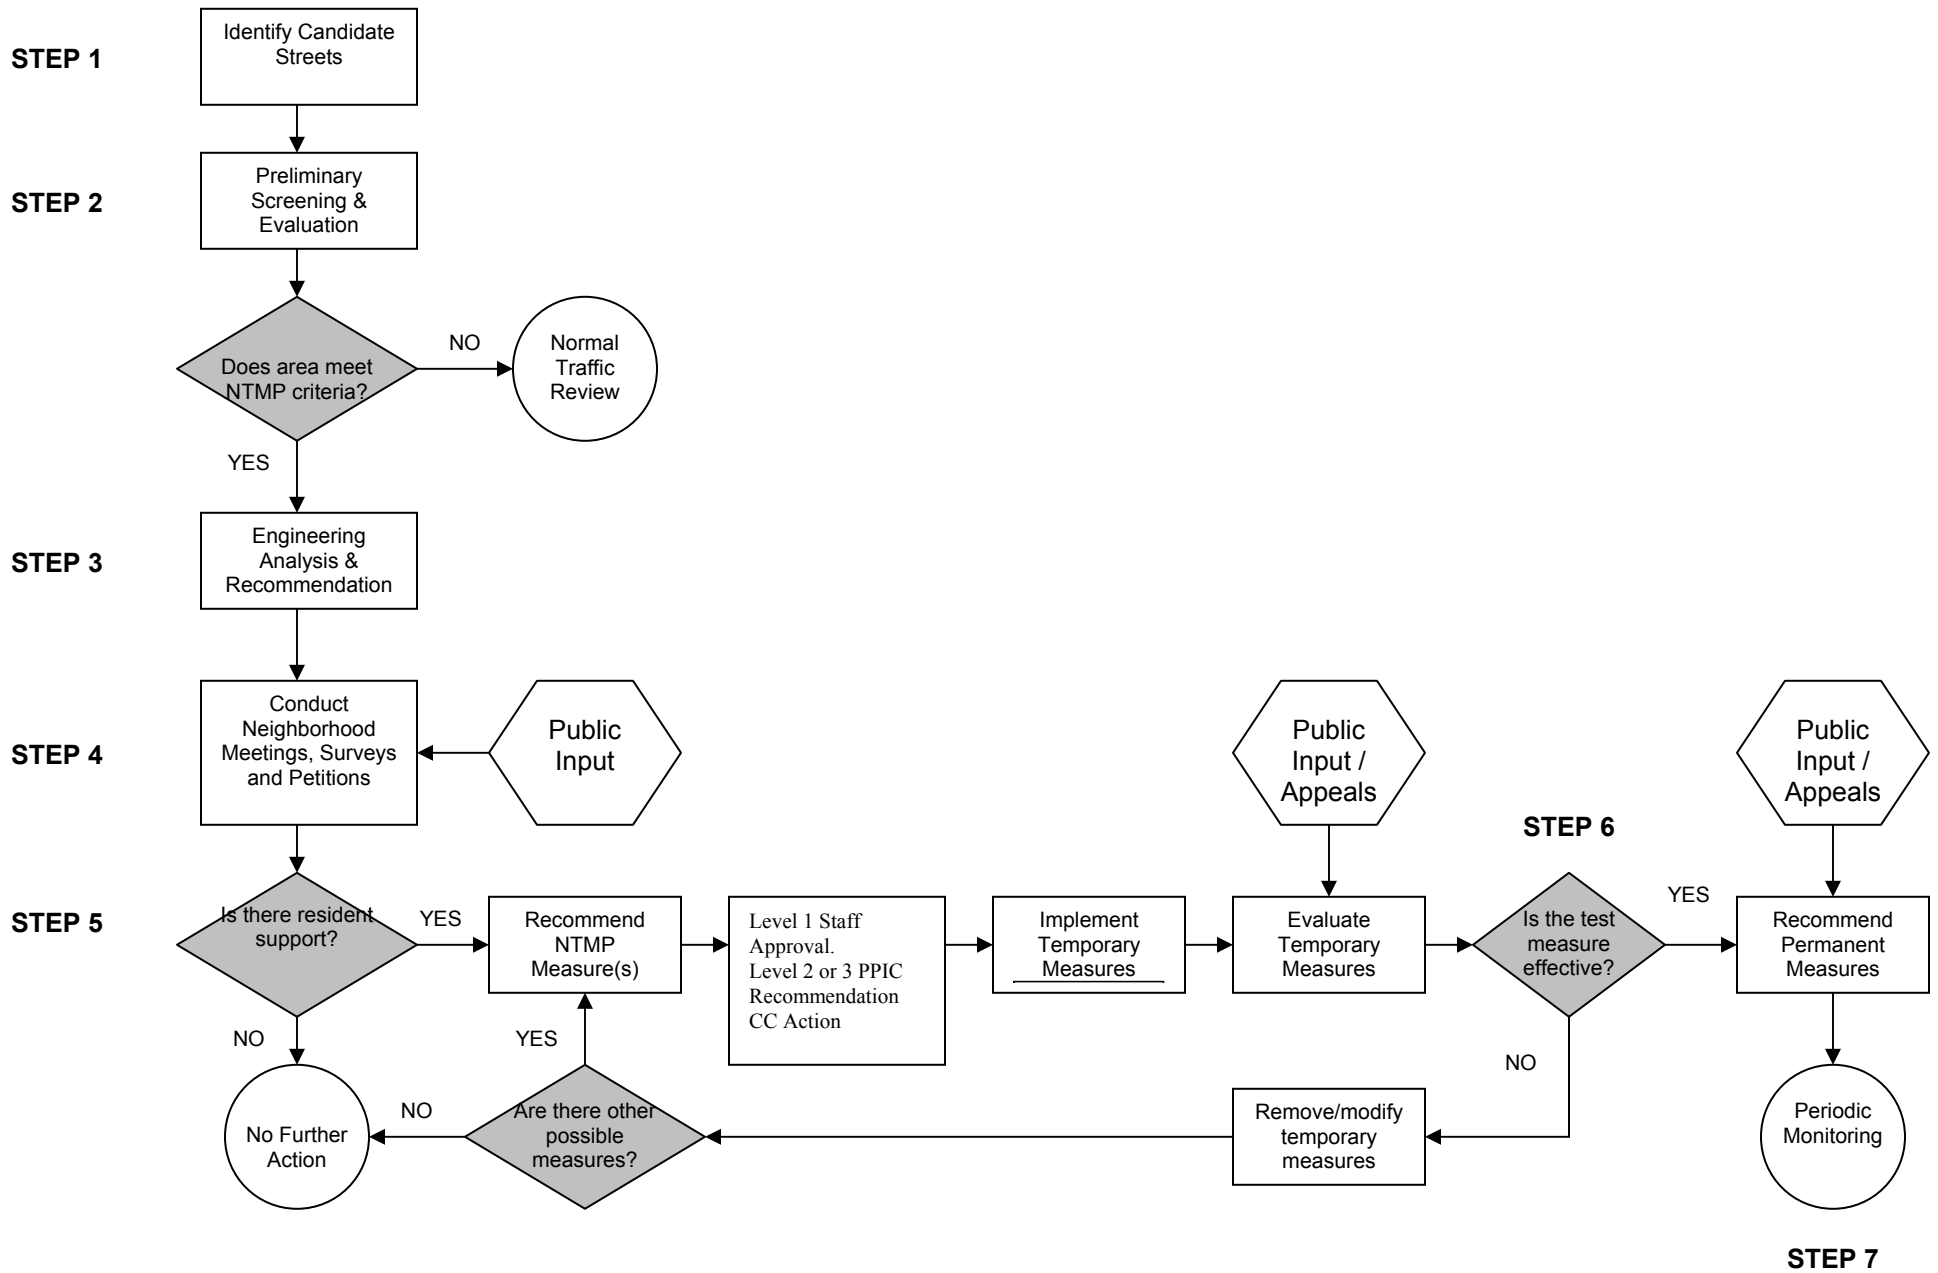 STEP 1
Identify Candidate
Streets
STEP 2
Preliminary
Screening &
Evaluation
Does area meet
NTMP criteria?
NO
Normal
Traffic
Review
YES
STEP 3
Engineering
Analysis &
Recommendation
STEP 4
Conduct
Neighborhood
Meetings, Surveys
and Petitions
Public
Input
Public
Input /
Appeals
Public
Input /
Appeals
STEP 5
Is there resident
support?
YES
Recommend
NTMP
Measure(s)
Level 1 Staff
Approval.
Level 2 or 3 PPIC
Recommendation
CC Action
Implement
Temporary
Measures
Evaluate
Temporary
Measures
STEP 6
Is the test
measure
effective?
YES
Recommend
Permanent
Measures
NO
YES
NO
No Further
Action
NO
Are there other
possible
measures?
Remove/modify
temporary
measures
Periodic
Monitoring
STEP 7